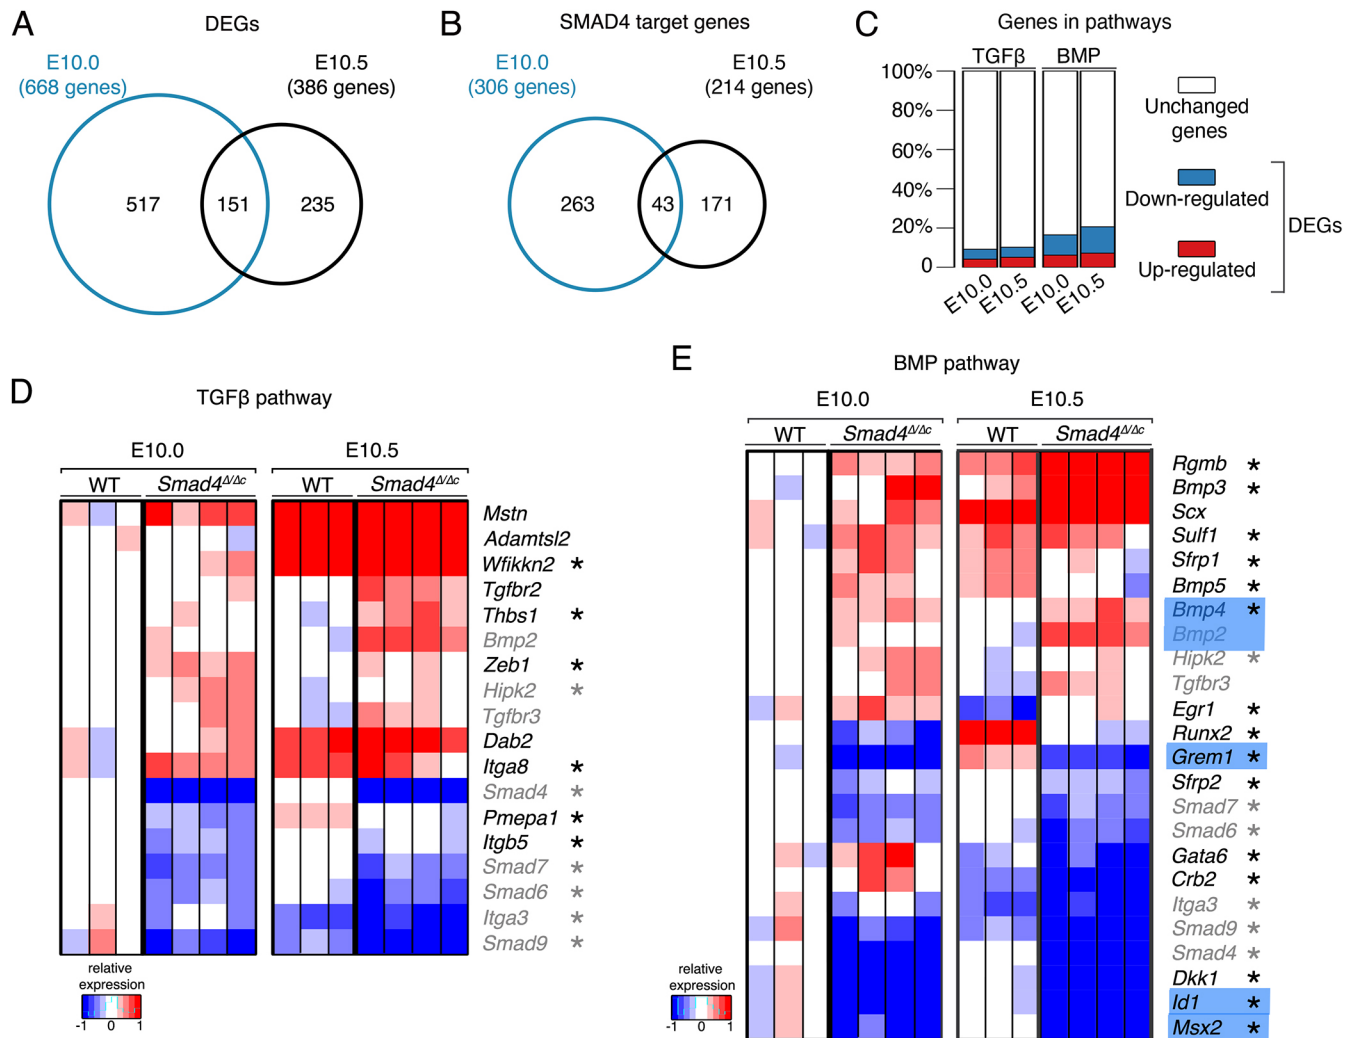 A
DEGs
E10.0
(668 genes)
E10.5
(386 genes)
517
151
235
B
SMAD4 target genes
E10.0
(306 genes)
E10.5
(214 genes)
263
43
171
C
Genes in pathways
TGFβ BMP
100%
80%
60%
40%
20%
0
E10.0
E10.5
E10.0
E10.5
Unchanged
genes
Down-regulated
Up-regulated
DEGs
D
TGFβ pathway
E10.0 E10.5
WT Smad4Δ/Δc WT Smad4Δ/Δc
Mstn
Adamtsl2
Wfikkn2 *
Tgfbr2
Thbs1 *
Bmp2
Zeb1 *
Hipk2 *
Tgfbr3
Dab2
Itga8 *
Smad4 *
Pmepa1 *
Itgb5 *
Smad7 *
Smad6 *
Itga3 *
Smad9 *
relative
expression
-1 0 1
E
BMP pathway
E10.0 E10.5
WT Smad4Δ/Δc WT Smad4Δ/Δc
Rgmb *
Bmp3 *
Scx
Sulf1 *
Sfrp1 *
Bmp5 *
Bmp4 *
Bmp2
Hipk2 *
Tgfbr3
Egr1 *
Runx2 *
Grem1 *
Sfrp2 *
Smad7 *
Smad6 *
Gata6 *
Crb2 *
Itga3 *
Smad9 *
Smad4 *
Dkk1 *
Id1 *
Msx2 *
relative
expression
-1 0 1